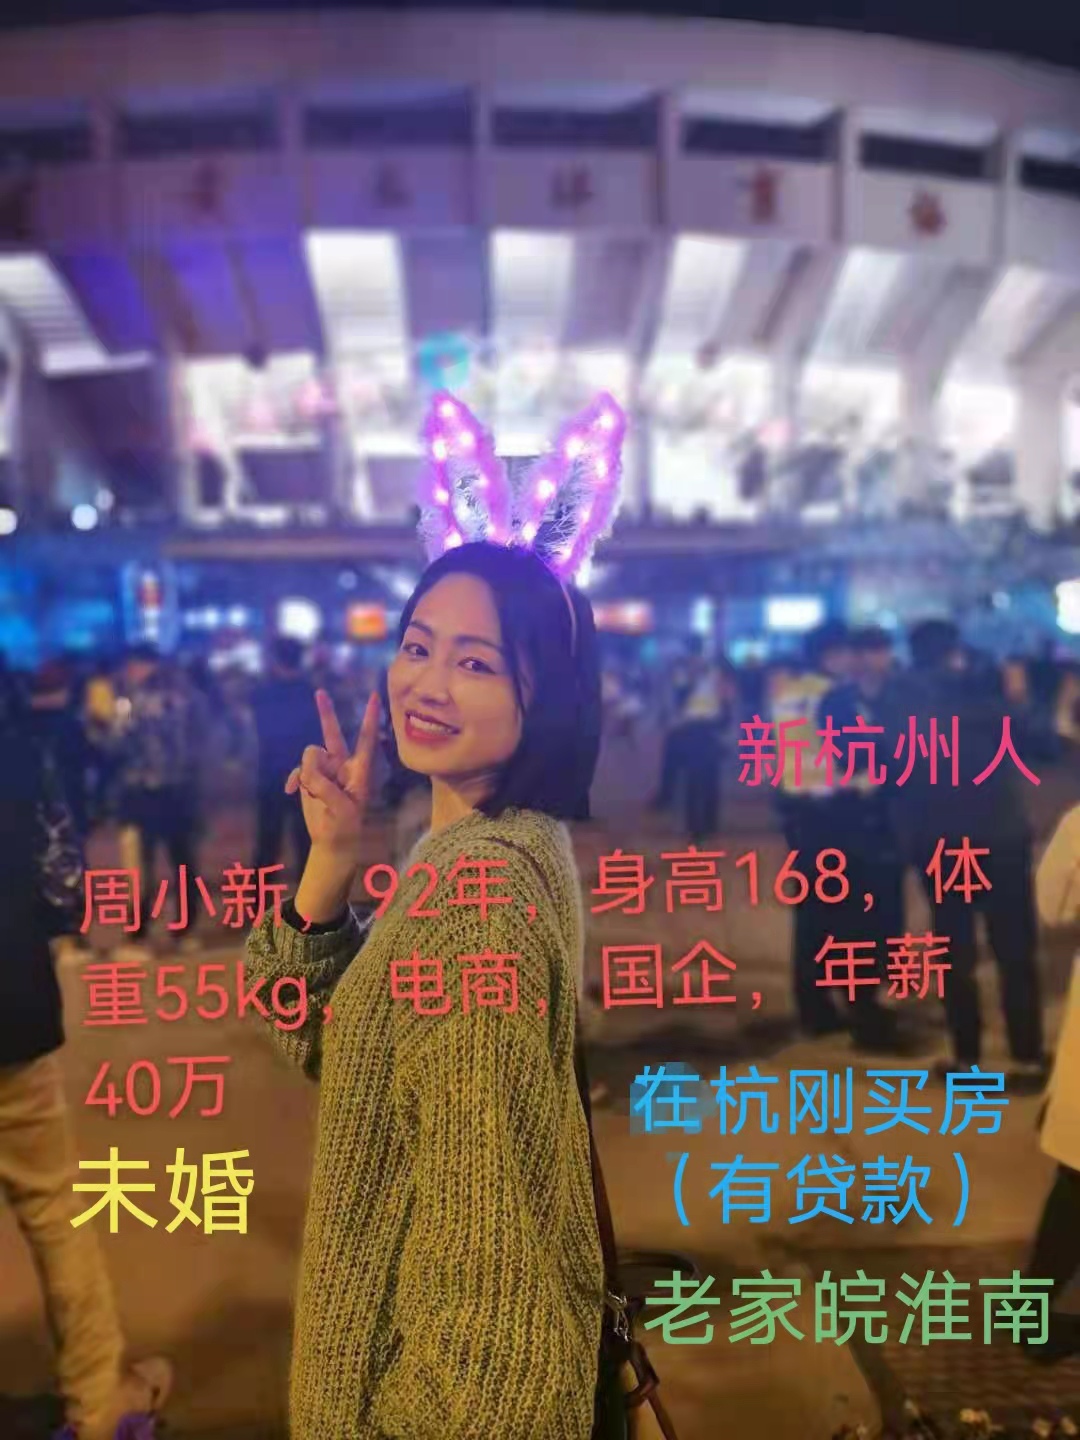 新杭州人
周小新，92年，身高168，体
重55kg，电商，国企，年薪
40万
未婚
在杭刚买房
（有贷款）
老家皖淮南